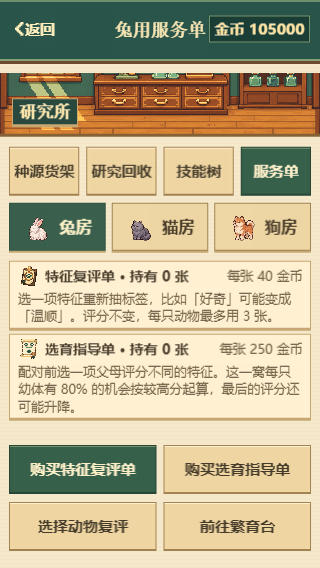 返回
兔用服务单
金币 105000
研究所
种源货架
研究回收
技能树
服务单
兔房
猫房
狗房
特征复评单 • 持有 0 张
每张 40 金币
选一项特征重新抽标签，比如「好奇」可能变成
「温顺」。评分不变，每只动物最多用 3 张。
选育指导单 • 持有 0 张
每张 250 金币
配对前选一项父母评分不同的特征。这一窝每只
幼体有 80% 的机会按较高分起算，最后的评分还
可能升降。
购买特征复评单
购买选育指导单
选择动物复评
前往繁育台